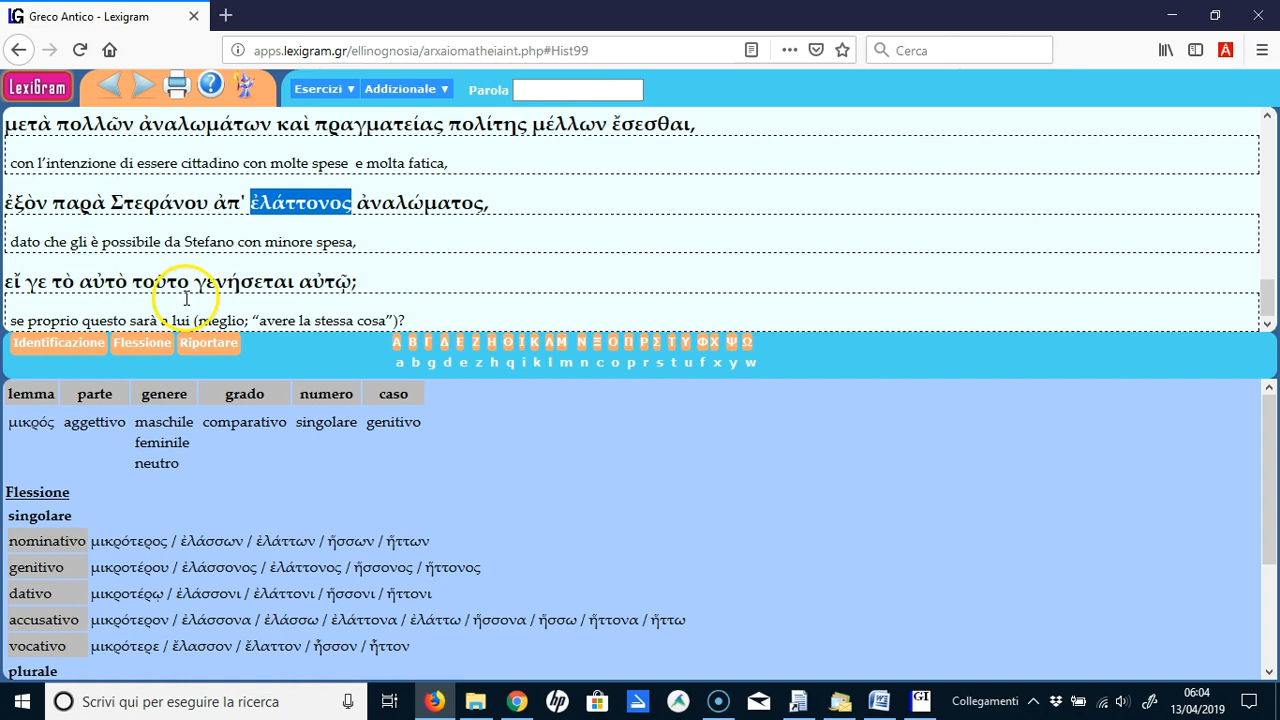 Greco Antico - Lexigram
apps.lexigram.gr/ellinognosia/arxaiomatheiaint.php#Hist99
Cerca
LEXIGRAM
Esercizi ▼ Addizionale ▼ Parola
μετὰ πολλῶν ἀναλωμάτων καὶ πραγματείας πολίτης μέλλων ἔσεσθαι,
con l’intenzione di essere cittadino con molte spese e molta fatica,
ἐξὸν παρὰ Στεφάνου ἀπ' ἐλάττονος ἀναλώματος,
dato che gli è possibile da Stefano con minore spesa,
εἴ γε τὸ αὐτὸ τοῦτο γενήσεται αὐτῷ;
se proprio questo sarà a lui (meglio; “avere la stessa cosa”)?
Identificazione Flessione Riportare
Α Β Γ Δ Ε Ζ Η Θ Ι Κ Λ Μ Ν Ξ Ο Π Ρ Σ Τ Υ Φ Χ Ψ Ω
a b g d e z h q i k l m n c o p r s t u f x y w
lemma parte genere grado numero caso
μικρός aggettivo maschile comparativo singolare genitivo
feminile
neutro
Flessione
singolare
nominativo μικρότερος / ἐλάσσων / ἐλάττων / ἥσσων / ἥττων
genitivo μικροτέρου / ἐλάσσονος / ἐλάττονος / ἥσσονος / ἥττονος
dativo μικροτέρῳ / ἐλάσσονι / ἐλάττονι / ἥσσονι / ἥττονι
accusativo μικρότερον / ἐλάσσονα / ἐλάσσω / ἐλάττονα / ἐλάττω / ἥσσονα / ἥσσω / ἥττονα / ἥττω
vocativo μικρότερε / ἔλασσον / ἔλαττον / ἧσσον / ἧττον
plurale
Scrivi qui per eseguire la ricerca
GI
Collegamenti
06:04
13/04/2019